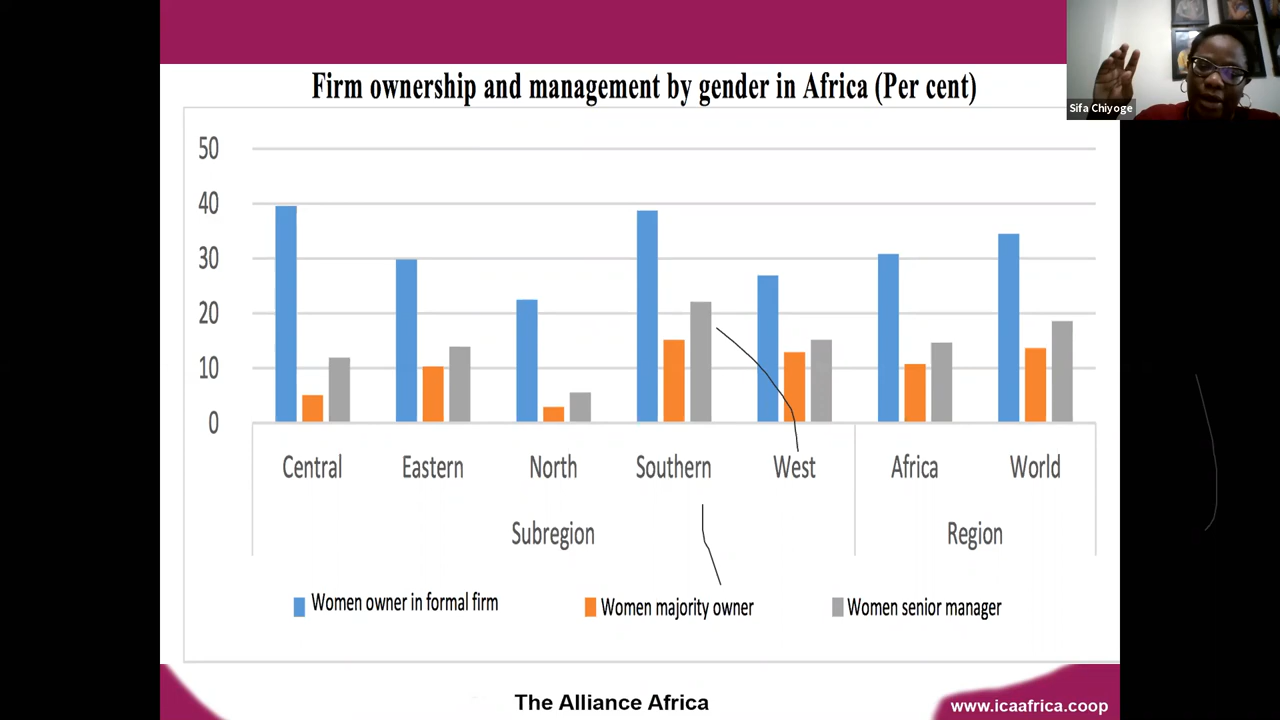 Firm ownership and management by gender in Africa (Per cent)
Sifa Chiyoge
50
40
30
20
10
0
Central Eastern North Southern West Africa World
Subregion Region
Women owner in formal firm Women majority owner Women senior manager
The Alliance Africa
www.icaafrica.coop